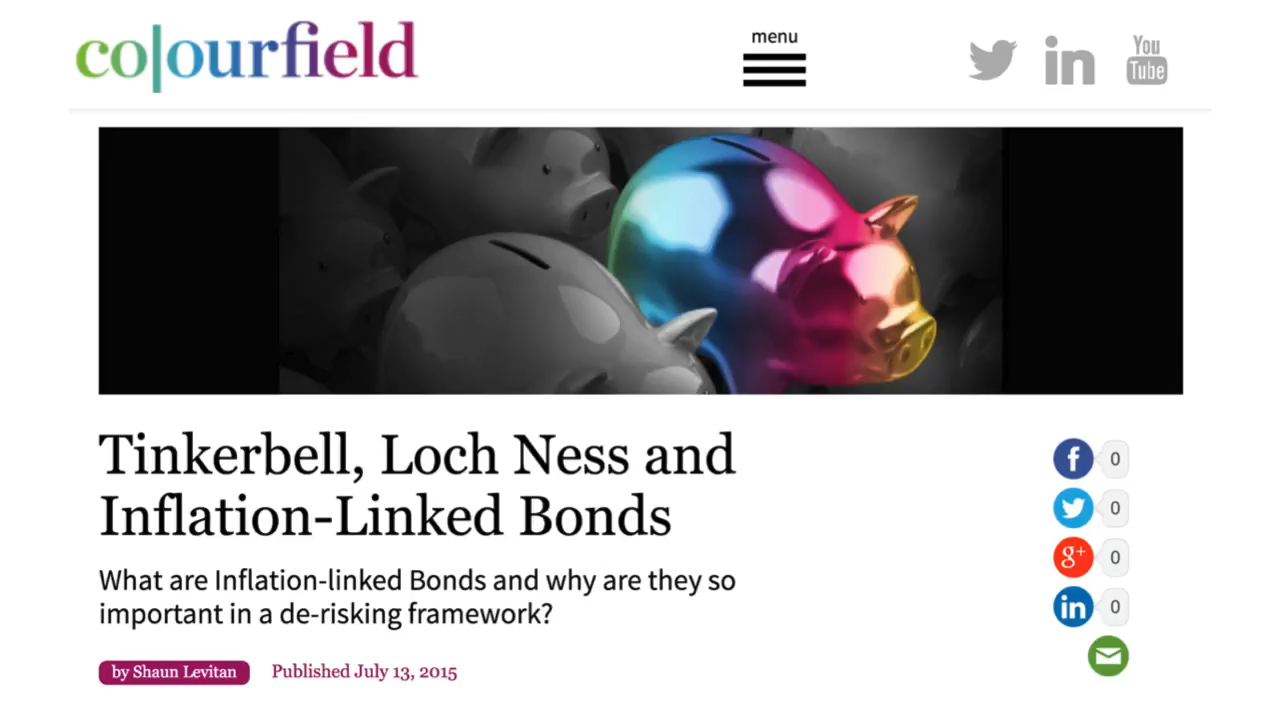 colourfield
menu
You
Tube
Tinkerbell, Loch Ness and
Inflation-Linked Bonds
What are Inflation-linked Bonds and why are they so
important in a de-risking framework?
by Shaun Levitan
Published July 13, 2015
f 0
0
g+ 0
in 0